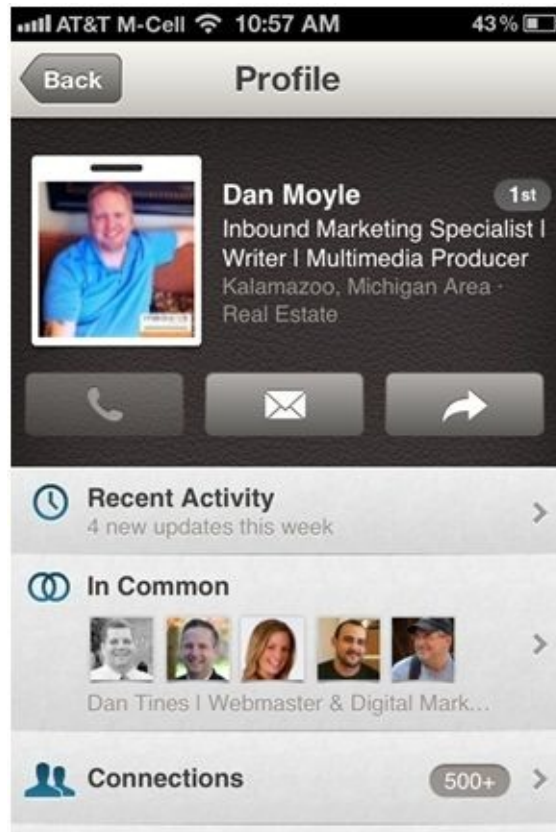 AT&T M-Cell 10:57 AM 43%
Back
Profile
Dan Moyle 1st
Inbound Marketing Specialist |
Writer | Multimedia Producer
Kalamazoo, Michigan Area ·
Real Estate
Recent Activity
4 new updates this week
In Common
Dan Tines | Webmaster & Digital Mark...
Connections 500+